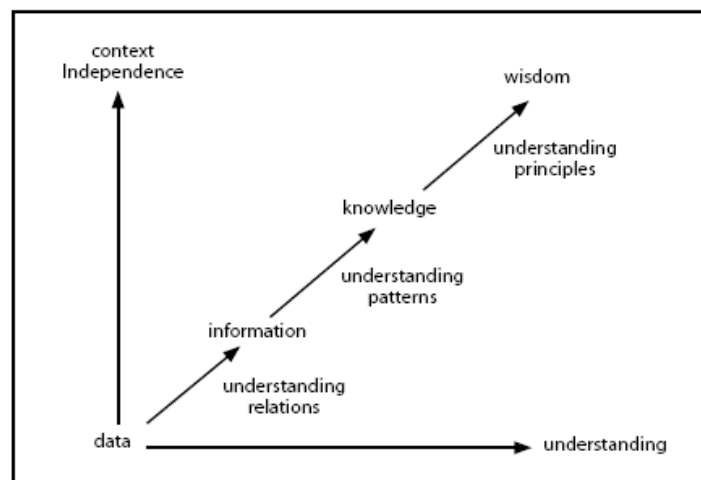 context
Independence
wisdom
understanding
principles
knowledge
understanding
patterns
information
understanding
relations
data
understanding